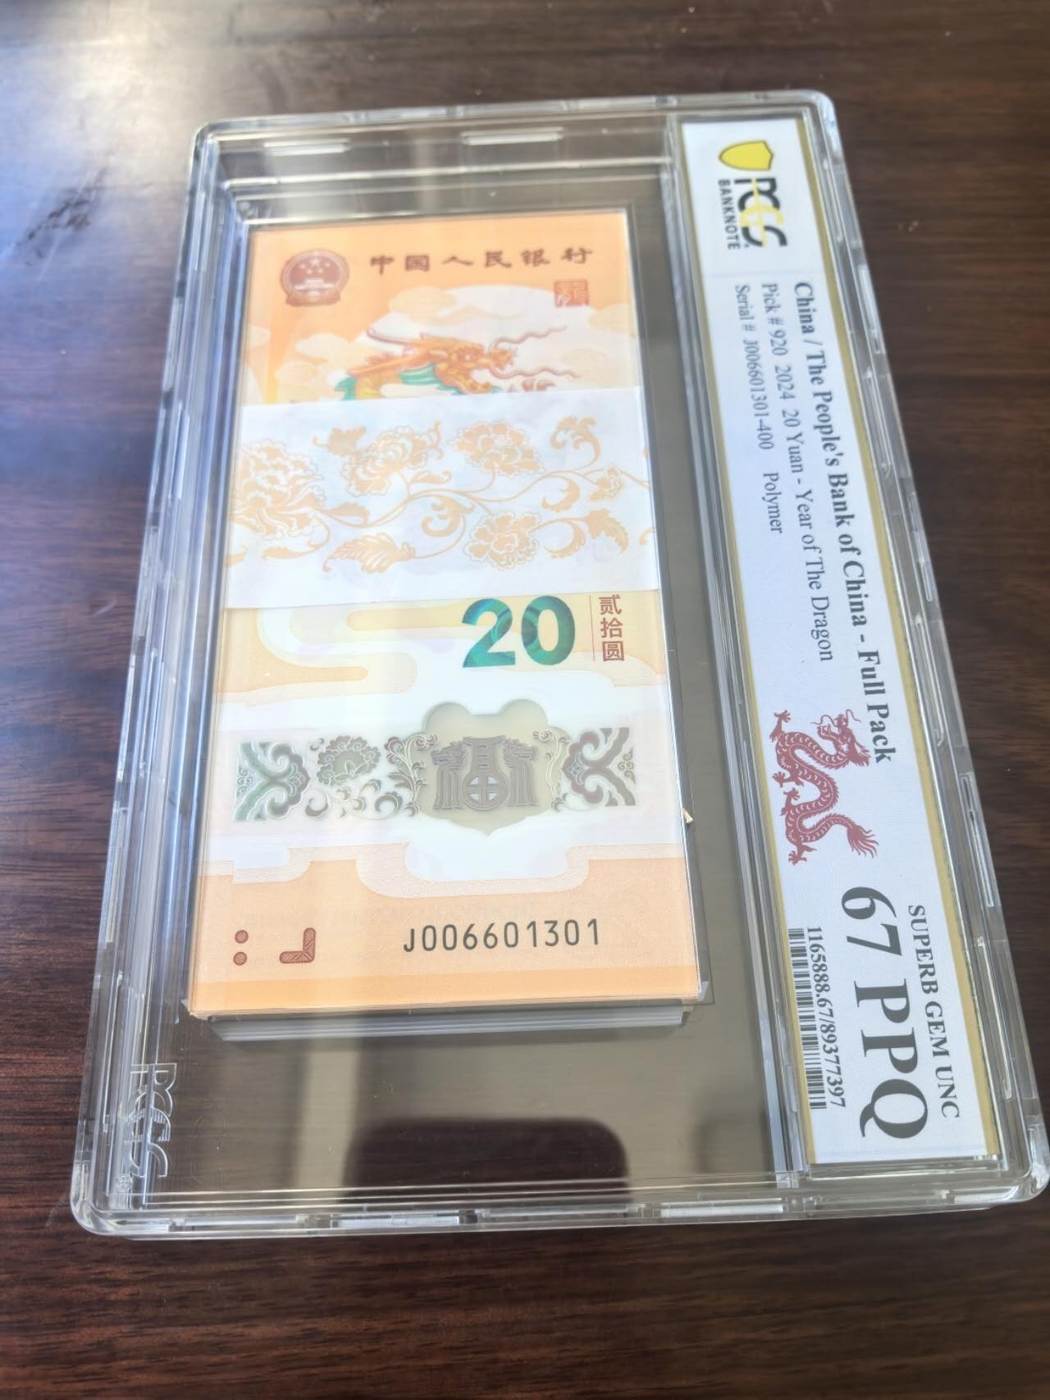 中国人民银行
20
贰拾圆
J006601301
PCGS
BANKNOTE
China / The People's Bank of China - Full Pack
Pick # 920 2024 20 Yuan - Year of The Dragon
Serial # J006601301-400 Polymer
SUPERB GEM UNC
67 PPQ
1165888.67/89377397
PCGS